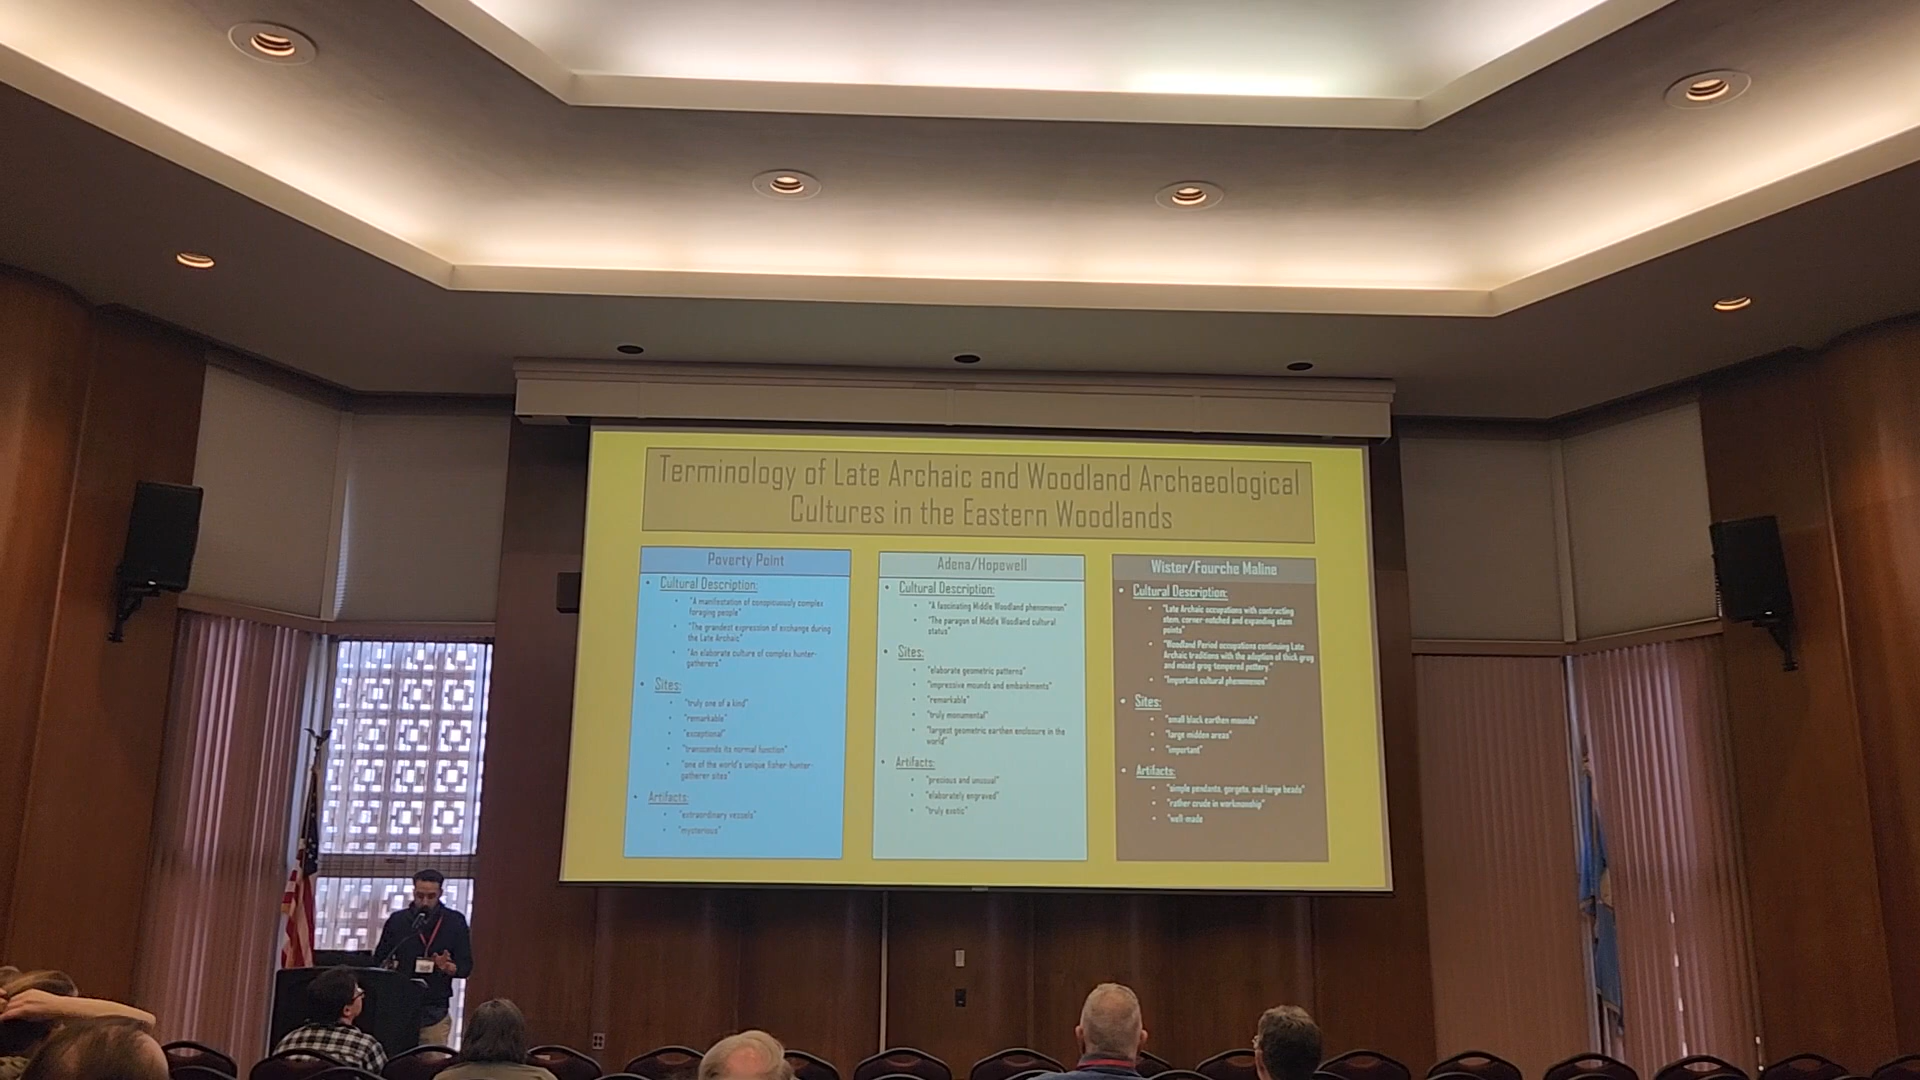 Terminology of Late Archaic and Woodland Archaeological
Cultures in the Eastern Woodlands
Poverty Point
Cultural Description:
"A manifestation of conspicuously complex
foraging people"
"The grandest expression of exchange during
the Late Archaic"
"An elaborate culture of complex hunter-
gatherers"
Sites:
"truly one of a kind"
"remarkable"
"exceptional"
"transcends its normal function"
"one of the world's unique fisher-hunter-
gatherer sites"
Artifacts:
"extraordinary vessels"
"mysterious"
Adena/Hopewell
Cultural Description:
"A fascinating Middle Woodland phenomenon"
"The paragon of Middle Woodland cultural
status"
Sites:
"elaborate geometric patterns"
"impressive mounds and embankments"
"remarkable"
"truly monumental"
"largest geometric earthen enclosure in the
world"
Artifacts:
"precious and unusual"
"elaborately engraved"
"truly exotic"
Wister/Fourche Maline
Cultural Description:
"Late Archaic occupations with contracting
stem, corner-notched and expanding stem
points"
"Woodland Period occupations continuing Late
Archaic traditions with the adoption of thick grog
and mixed grog-tempered pottery"
"Important cultural phenomenon"
Sites:
"small black earthen mounds"
"large midden areas"
"important"
Artifacts:
"simple pendants, gorgets, and large beads"
"rather crude in workmanship"
"well-made